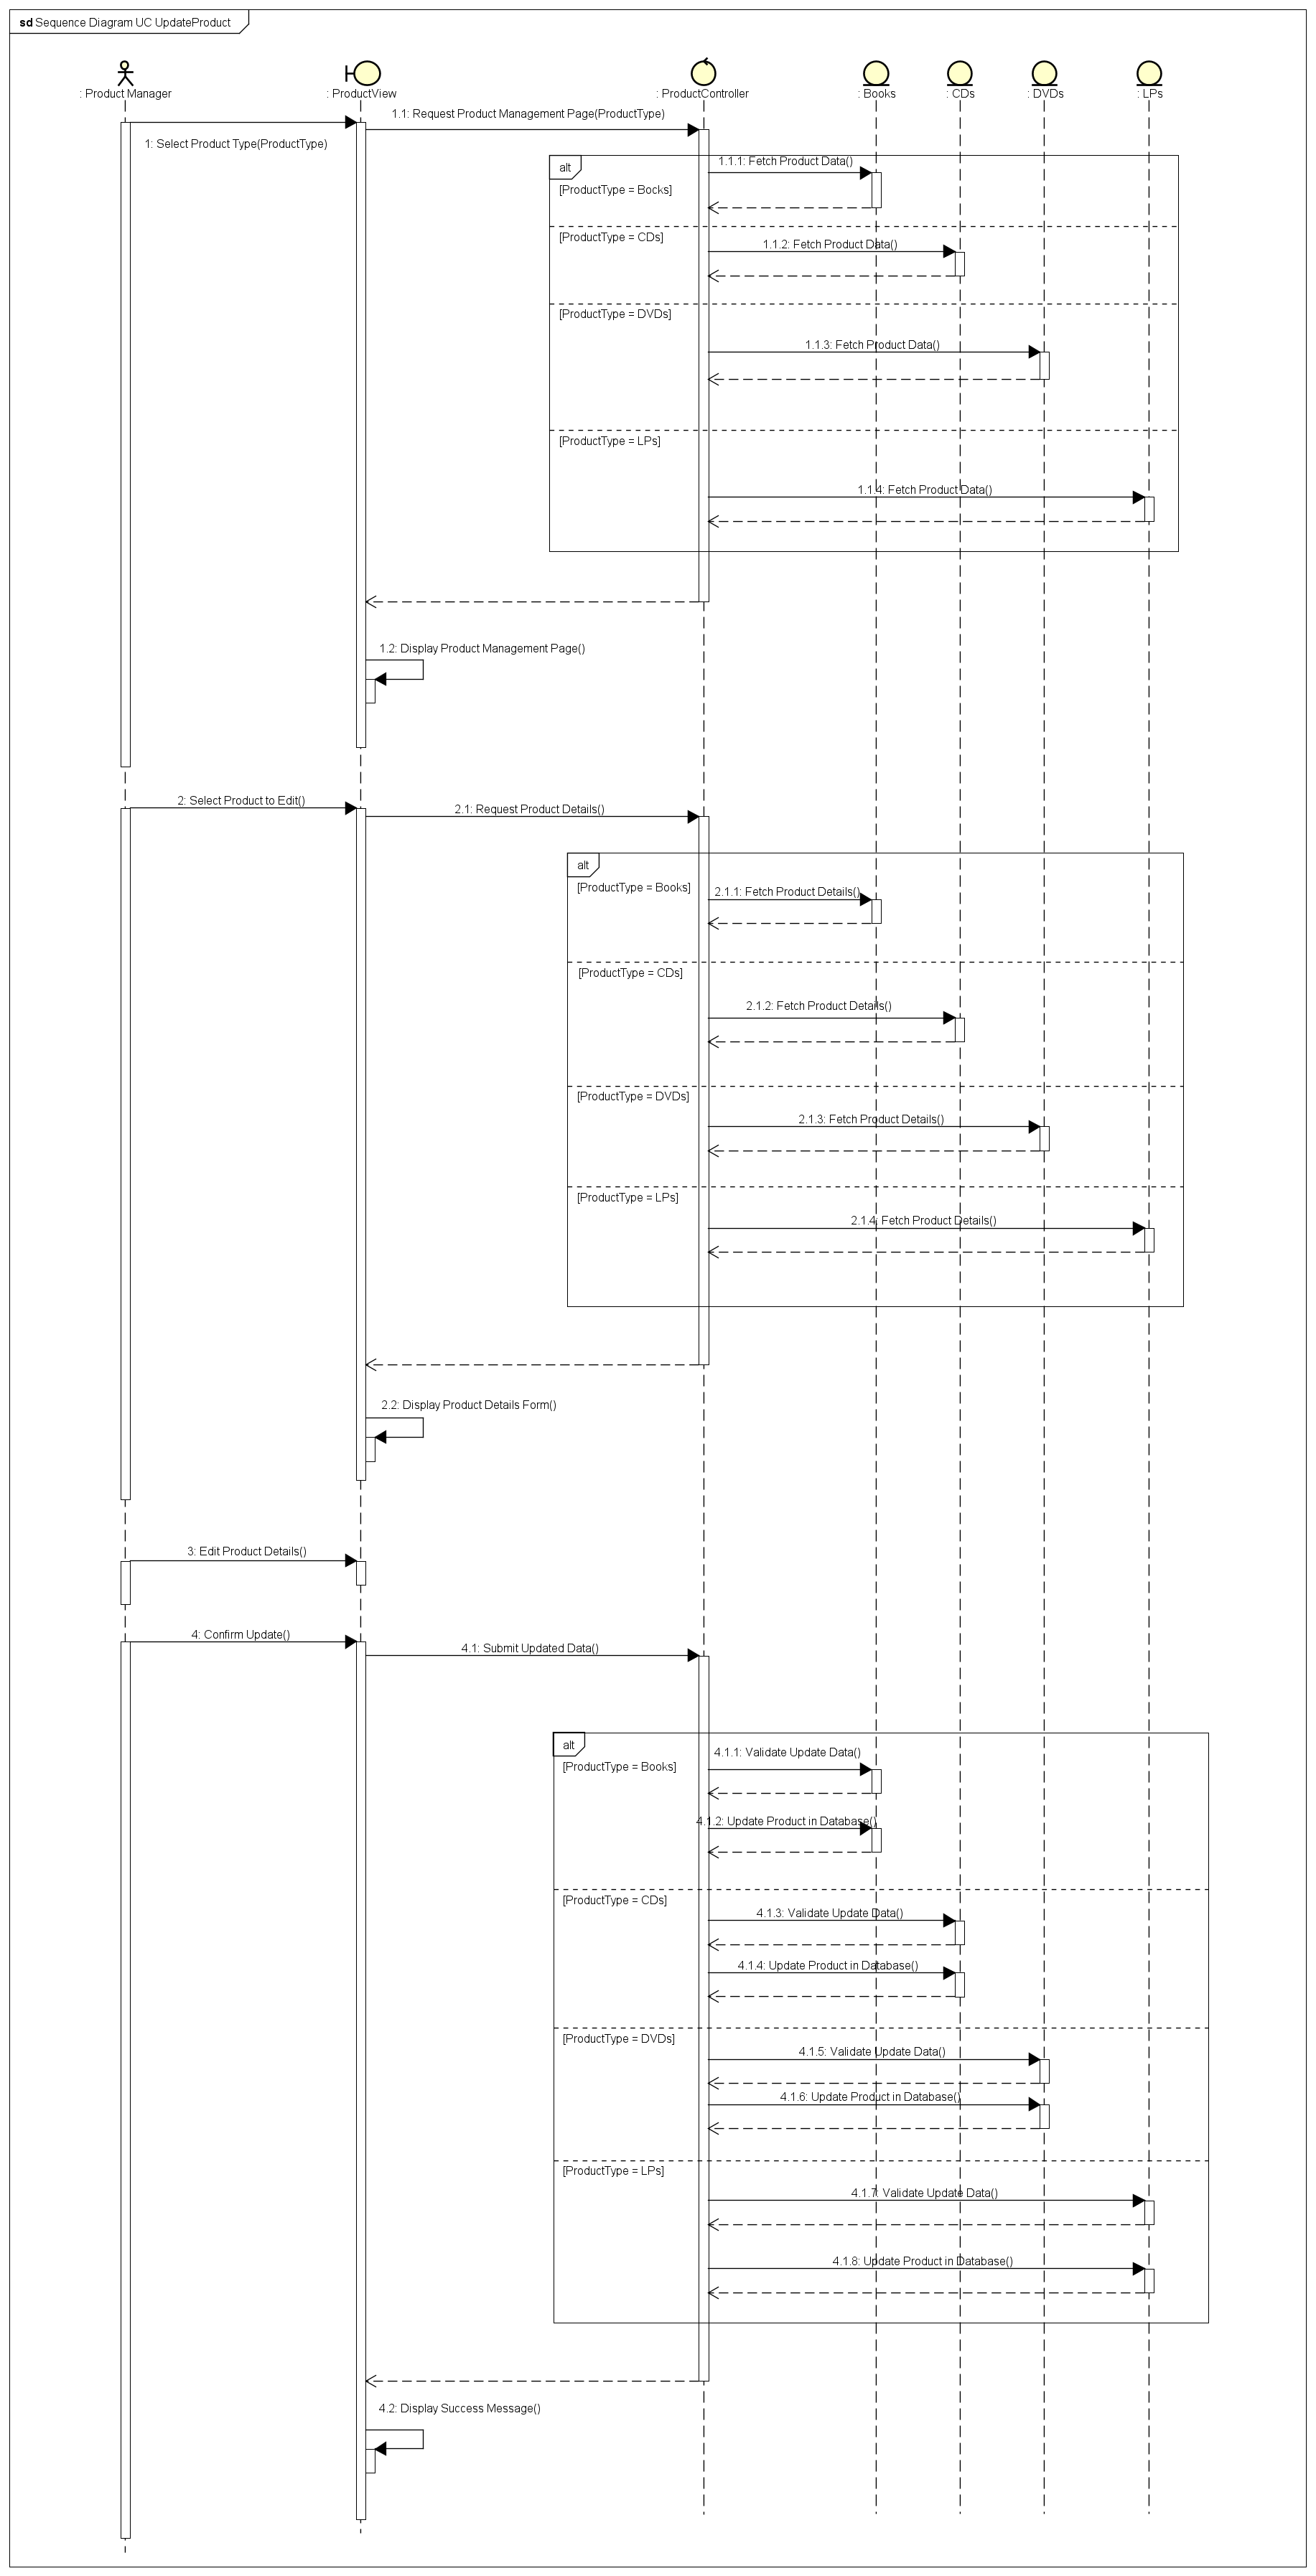 sd Sequence Diagram UC UpdateProduct
: Product Manager
: ProductView
: ProductController
: Books
: CDs
: DVDs
: LPs
1.1: Request Product Management Page(ProductType)
1: Select Product Type(ProductType)
alt
1.1.1: Fetch Product Data()
[ProductType = Bocks]
[ProductType = CDs]
1.1.2: Fetch Product Data()
[ProductType = DVDs]
1.1.3: Fetch Product Data()
[ProductType = LPs]
1.1.4: Fetch Product Data()
1.2: Display Product Management Page()
2: Select Product to Edit()
2.1: Request Product Details()
alt
[ProductType = Books]
2.1.1: Fetch Product Details()
[ProductType = CDs]
2.1.2: Fetch Product Details()
[ProductType = DVDs]
2.1.3: Fetch Product Details()
[ProductType = LPs]
2.1.4: Fetch Product Details()
2.2: Display Product Details Form()
3: Edit Product Details()
4: Confirm Update()
4.1: Submit Updated Data()
alt
4.1.1: Validate Update Data()
[ProductType = Books]
4.1.2: Update Product in Database()
[ProductType = CDs]
4.1.3: Validate Update Data()
4.1.4: Update Product in Database()
[ProductType = DVDs]
4.1.5: Validate Update Data()
4.1.6: Update Product in Database()
[ProductType = LPs]
4.1.7: Validate Update Data()
4.1.8: Update Product in Database()
4.2: Display Success Message()